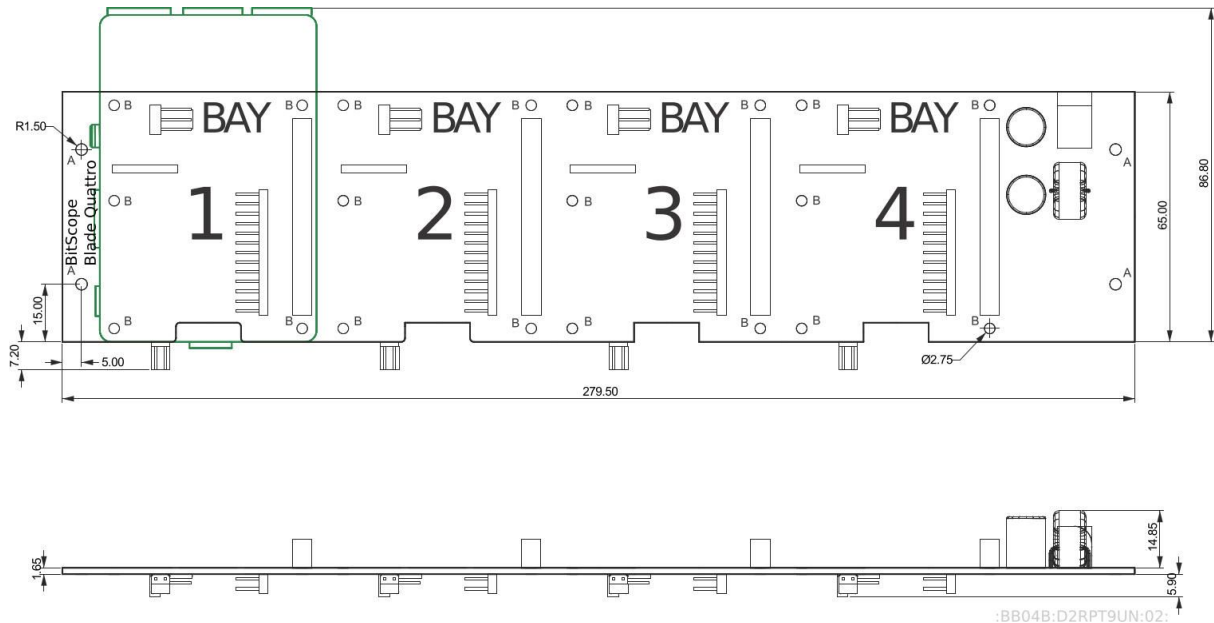 B B BAY B B BAY B B BAY B B BAY
R1.50
A A
BitScope
Blade Quattro
1 2 3 4
B B B B
86.80
65.00
A A
15.00
B B B B B B B B
7.20
5.00
Ø2.75
279.50
1.65
14.85
5.90
:BB04B:D2RPT9UN:02: